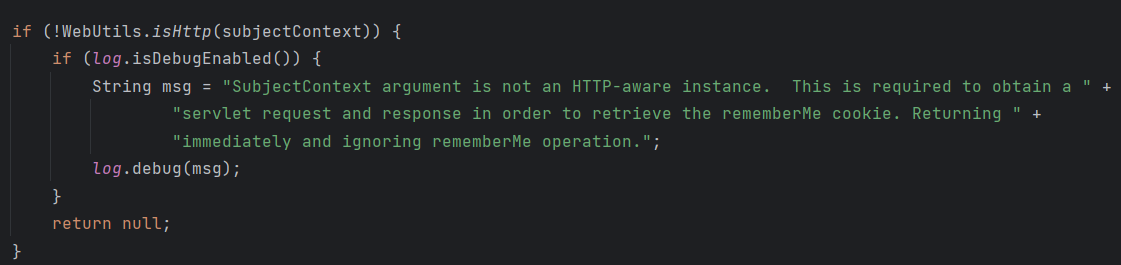 if (!WebUtils.isHttp(subjectContext)) {
    if (log.isDebugEnabled()) {
        String msg = "SubjectContext argument is not an HTTP-aware instance.  This is required to obtain a " +
                "servlet request and response in order to retrieve the rememberMe cookie. Returning " +
                "immediately and ignoring rememberMe operation.";
        log.debug(msg);
    }
    return null;
}